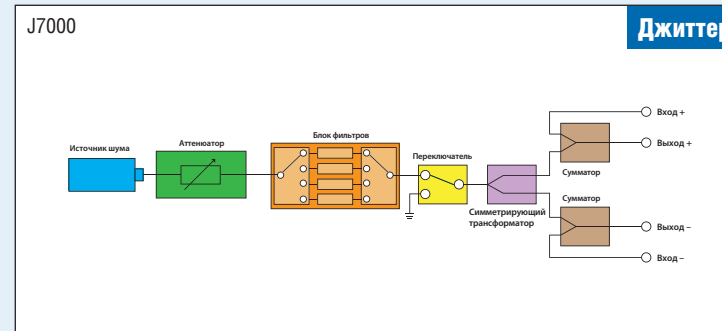 J7000
Джиттер
Источник шума
Аттенюатор
Блок фильтров
Переключатель
Симметрирующий
трансформатор
Сумматор
Сумматор
Вход +
Выход +
Выход –
Вход –